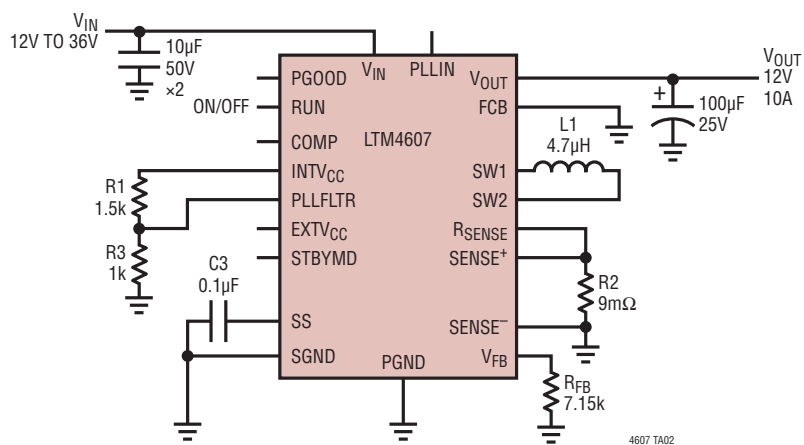 VIN
12V TO 36V
10µF
50V
×2
ON/OFF
VIN
PLLIN
PGOOD
RUN
COMP
INTVCC
PLLFLTR
EXTVCC
STBYMD
SS
SGND
PGND
LTM4607
VOUT
FCB
SW1
SW2
RSENSE
SENSE+
SENSE–
VFB
R1
1.5k
R3
1k
C3
0.1µF
VOUT
12V
10A
+
100µF
25V
L1
4.7µH
R2
9mΩ
RFB
7.15k
4607 TA02